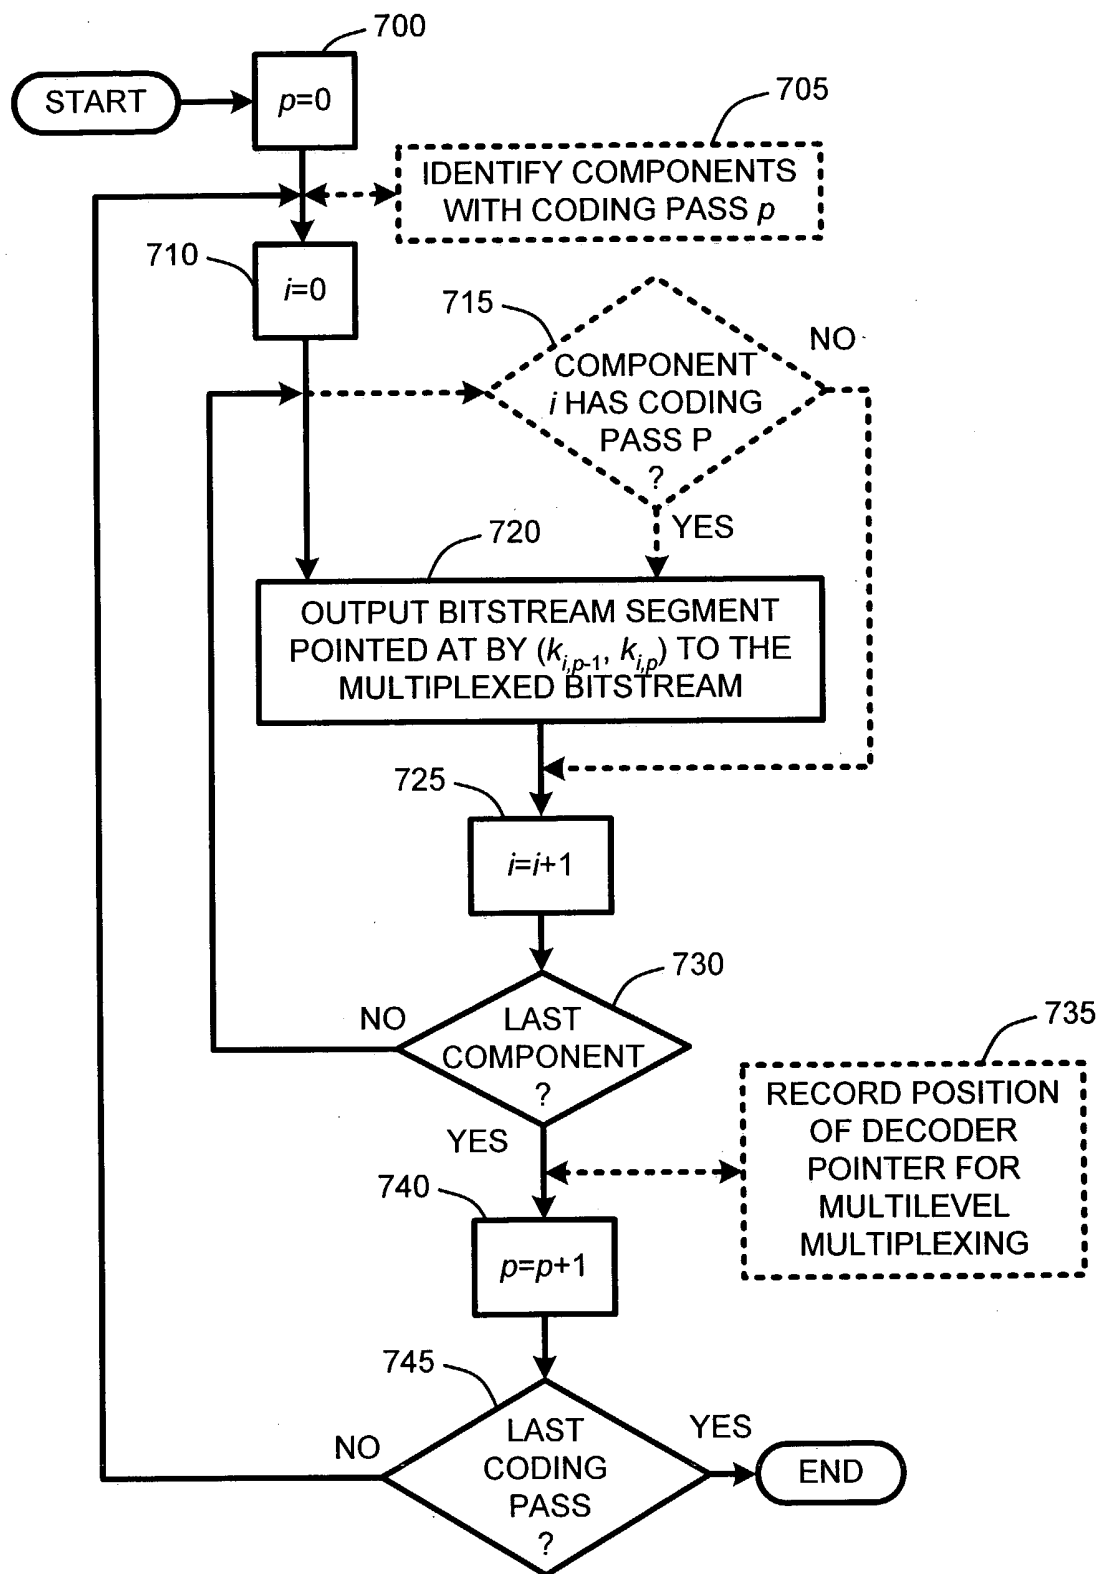 700
START
p=0
705
IDENTIFY COMPONENTS
WITH CODING PASS p
710
i=0
715
NO
COMPONENT
i HAS CODING
PASS P
?
YES
720
OUTPUT BITSTREAM SEGMENT
POINTED AT BY (k_{i,p-1}, k_{i,p}) TO THE
MULTIPLEXED BITSTREAM
725
i=i+1
730
NO
LAST
COMPONENT
?
YES
735
RECORD POSITION
OF DECODER
POINTER FOR
MULTILEVEL
MULTIPLEXING
740
p=p+1
745
NO
LAST
CODING
PASS
?
YES
END